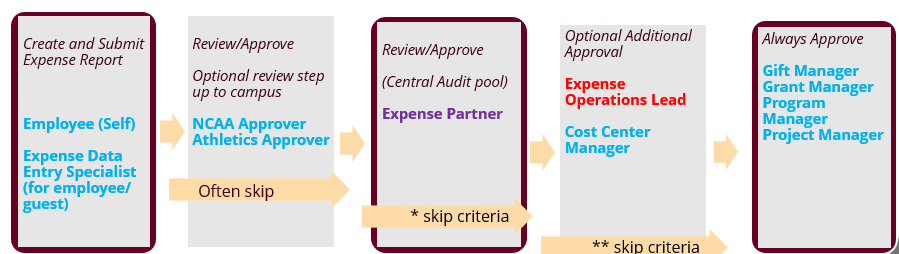 Create and Submit
Expense Report
Employee (Self)
Expense Data
Entry Specialist
(for employee/
guest)
Review/Approve
Optional review step
up to campus
NCAA Approver
Athletics Approver
Often skip
Review/Approve
(Central Audit pool)
Expense Partner
* skip criteria
Optional Additional
Approval
Expense
Operations Lead
Cost Center
Manager
** skip criteria
Always Approve
Gift Manager
Grant Manager
Program
Manager
Project Manager